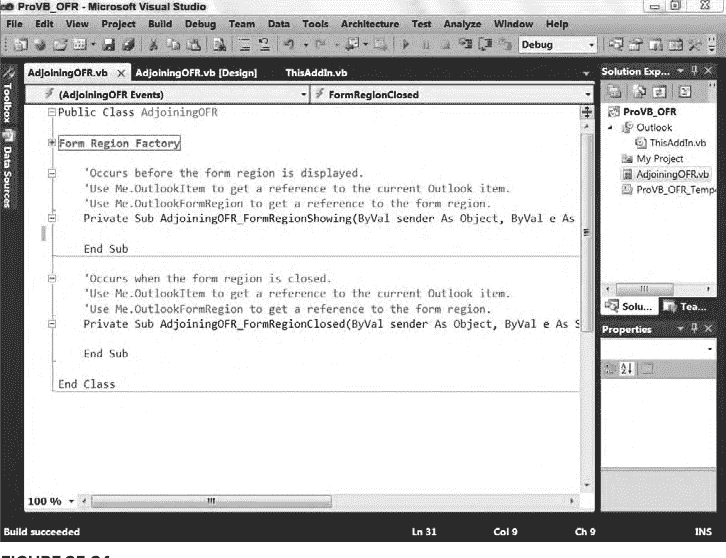 ProVB_OFR - Microsoft Visual Studio
File Edit View Project Build Debug Team Data Tools Architecture Test Analyze Window Help
Debug
AdjoiningOFR.vb × AdjoiningOFR.vb [Design] ThisAddIn.vb
(AdjoiningOFR Events) FormRegionClosed
Public Class AdjoiningOFR
Form Region Factory
'Occurs before the form region is displayed.
'Use Me.OutlookItem to get a reference to the current Outlook item.
'Use Me.OutlookFormRegion to get a reference to the form region.
Private Sub AdjoiningOFR_FormRegionShowing(ByVal sender As Object, ByVal e As
End Sub
'Occurs when the form region is closed.
'Use Me.OutlookItem to get a reference to the current Outlook item.
'Use Me.OutlookFormRegion to get a reference to the form region.
Private Sub AdjoiningOFR_FormRegionClosed(ByVal sender As Object, ByVal e As S
End Sub
End Class
100 %
Toolbox
Data Sources
Solution Exp...
ProVB_OFR
Outlook
ThisAddIn.vb
My Project
AdjoiningOFR.vb
ProVB_OFR_Temp
Solu... Tea...
Properties
Build succeeded Ln 31 Col 9 Ch 9 INS